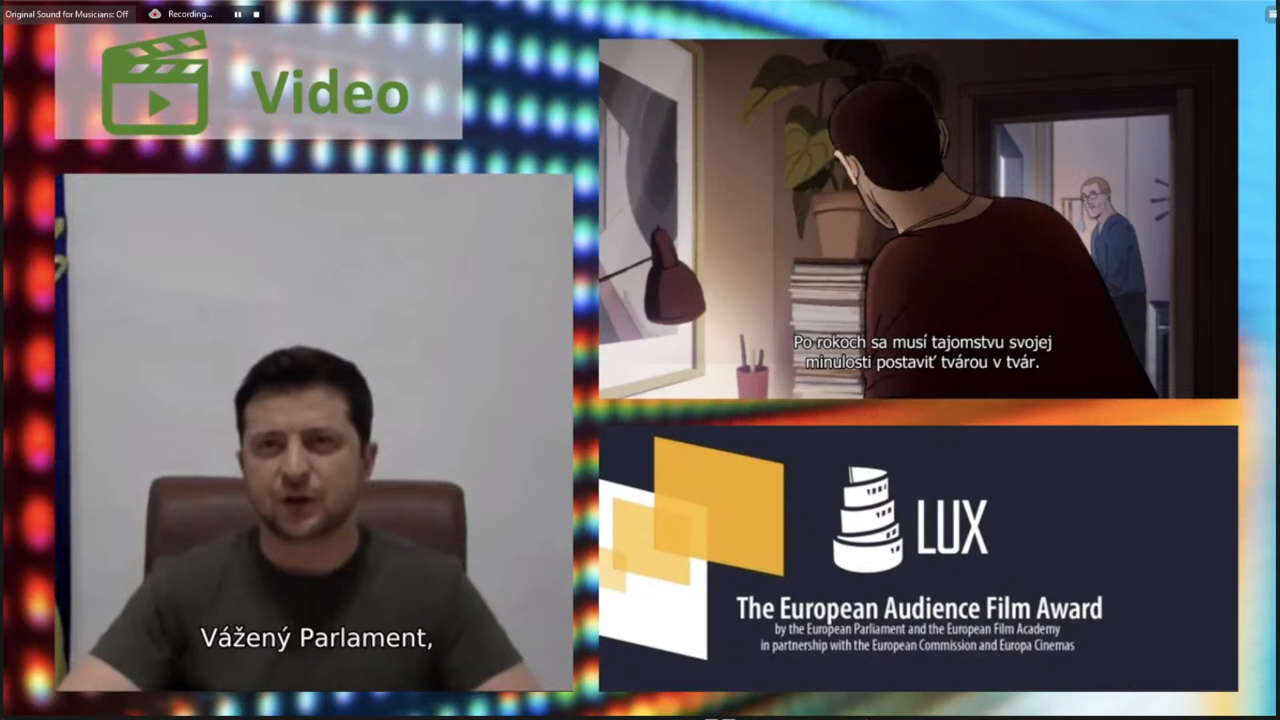 Original Sound for Musicians: Off
Recording...
Video
Vážený Parlament,
Po rokoch sa musí tajomstvu svojej
minulosti postaviť tvárou v tvár.
LUX
The European Audience Film Award
by the European Parliament and the European Film Academy
in partnership with the European Commission and Europa Cinemas